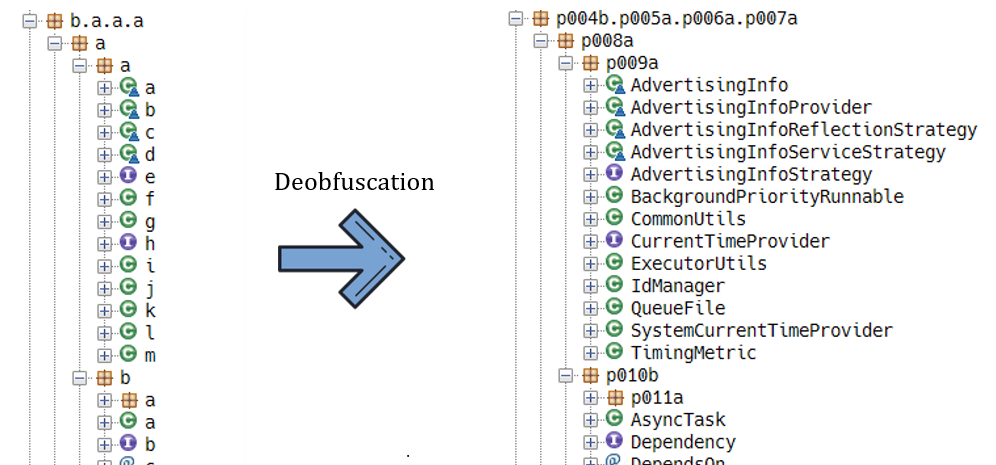 b.a.a.a
a
a
a
b
c
d
e
f
g
h
i
j
k
l
m
b
a
a
b
Deobfuscation
p004b.p005a.p006a.p007a
p008a
p009a
AdvertisingInfo
AdvertisingInfoProvider
AdvertisingInfoReflectionStrategy
AdvertisingInfoServiceStrategy
AdvertisingInfoStrategy
BackgroundPriorityRunnable
CommonUtils
CurrentTimeProvider
ExecutorUtils
IdManager
QueueFile
SystemCurrentTimeProvider
TimingMetric
p010b
p011a
AsyncTask
Dependency
DependsOn